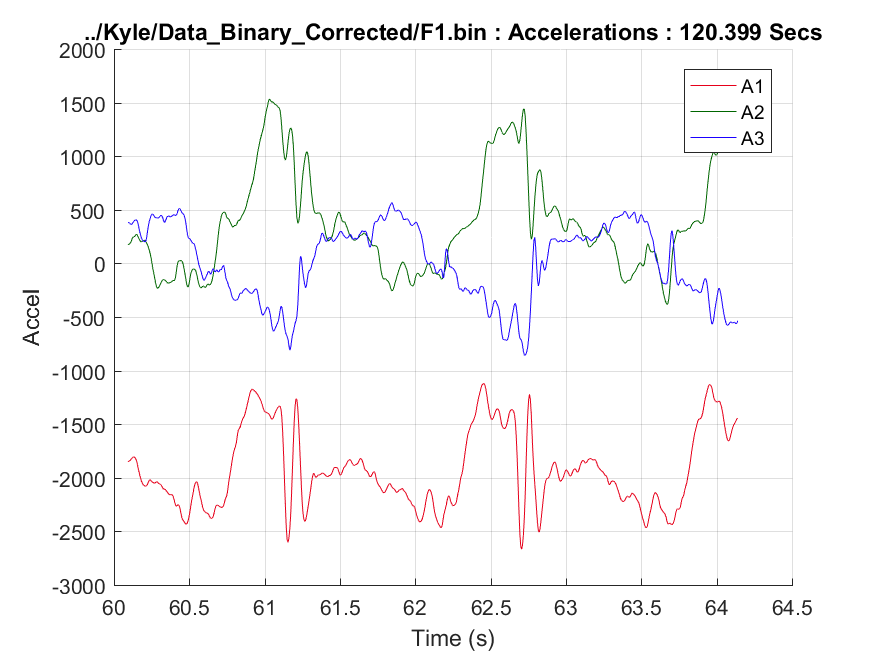 ../Kyle/Data_Binary_Corrected/F1.bin : Accelerations : 120.399 Secs
2000
1500
1000
500
0
-500
-1000
-1500
-2000
-2500
-3000
Accel
A1
A2
A3
60 60.5 61 61.5 62 62.5 63 63.5 64 64.5
Time (s)